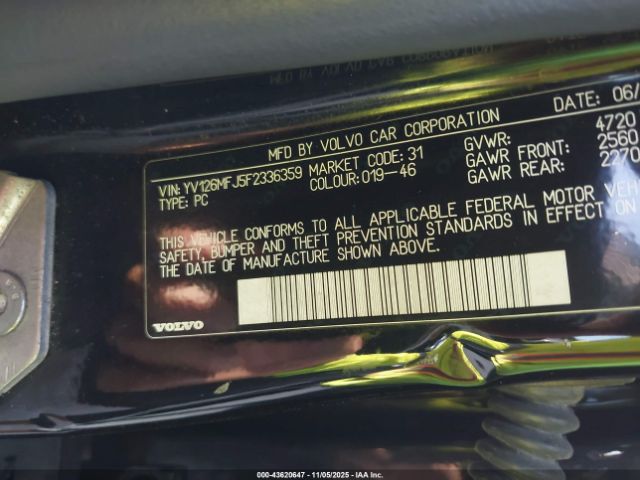 MFD BY VOLVO CAR CORPORATION DATE: 06/
VIN: YV126MFJ5F2336359 MARKET CODE: 31 GVWR: 4720
TYPE: PC COLOUR: 019-46 GAWR FRONT: 2560
GAWR REAR: 2270
THIS VEHICLE CONFORMS TO ALL APPLICABLE FEDERAL MOTOR VEH
SAFETY, BUMPER AND THEFT PREVENTION STANDARDS IN EFFECT ON
THE DATE OF MANUFACTURE SHOWN ABOVE.
VOLVO
000-43620647 - 11/05/2025 - IAA Inc.